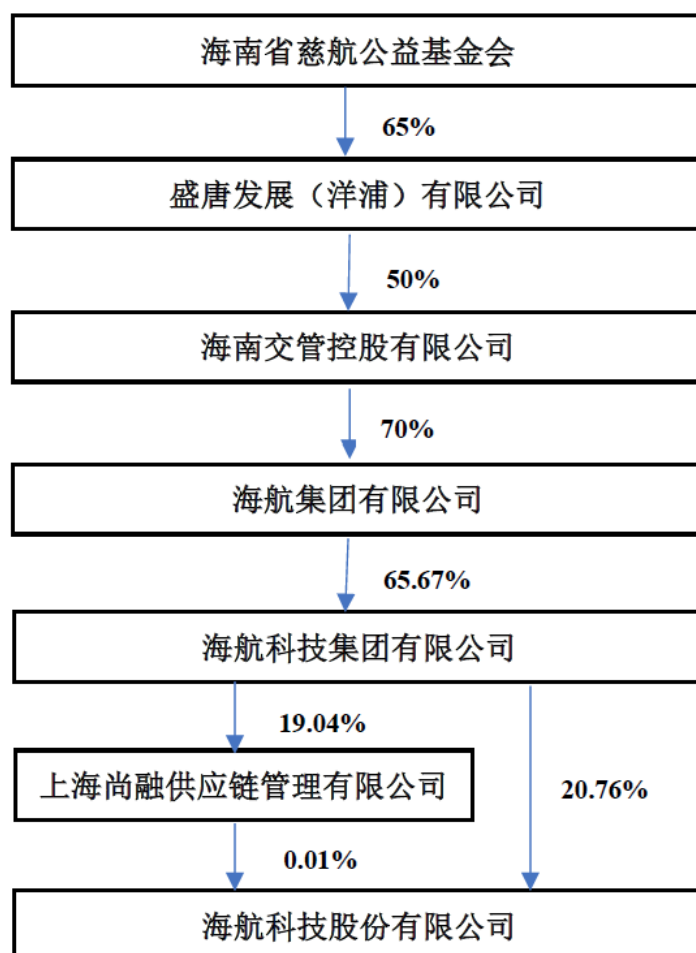 海南省慈航公益基金会
65%
盛唐发展（洋浦）有限公司
50%
海南交管控股有限公司
70%
海航集团有限公司
65.67%
海航科技集团有限公司
19.04%
上海尚融供应链管理有限公司
20.76%
0.01%
海航科技股份有限公司